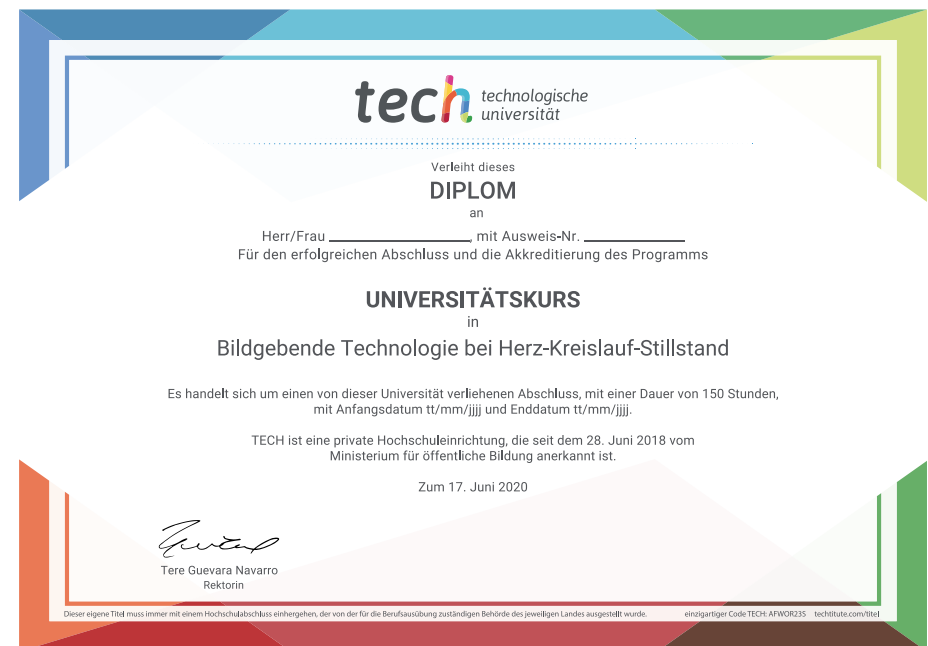 tech technologische
universität
Verleiht dieses
DIPLOM
an
Herr/Frau ____________________, mit Ausweis-Nr. ______________
Für den erfolgreichen Abschluss und die Akkreditierung des Programms
UNIVERSITÄTSKURS
in
Bildgebende Technologie bei Herz-Kreislauf-Stillstand
Es handelt sich um einen von dieser Universität verliehenen Abschluss, mit einer Dauer von 150 Stunden,
mit Anfangsdatum tt/mm/jjjj und Enddatum tt/mm/jjjj.
TECH ist eine private Hochschuleinrichtung, die seit dem 28. Juni 2018 vom
Ministerium für öffentliche Bildung anerkannt ist.
Zum 17. Juni 2020
Tere Guevara Navarro
Rektorin
Dieser eigene Titel muss immer mit einem Hochschulabschluss einhergehen, der von der für die Berufsausübung zuständigen Behörde des jeweiligen Landes ausgestellt wurde. einzigartiger Code TECH: AFWOR235 techtitute.com/titel